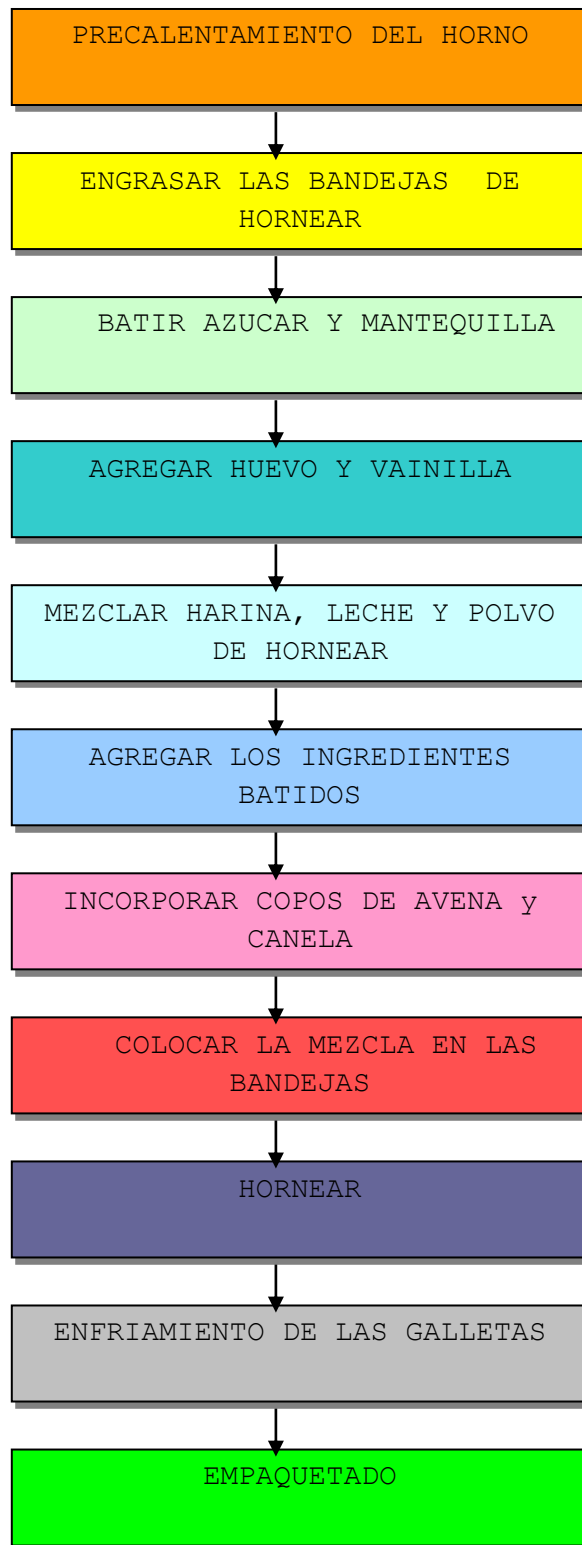 PRECALENTAMIENTO DEL HORNO
ENGRASAR LAS BANDEJAS DE
HORNEAR
BATIR AZUCAR Y MANTEQUILLA
AGREGAR HUEVO Y VAINILLA
MEZCLAR HARINA, LECHE Y POLVO
DE HORNEAR
AGREGAR LOS INGREDIENTES
BATIDOS
INCORPORAR COPOS DE AVENA y
CANELA
COLOCAR LA MEZCLA EN LAS
BANDEJAS
HORNEAR
ENFRIAMIENTO DE LAS GALLETAS
EMPAQUETADO